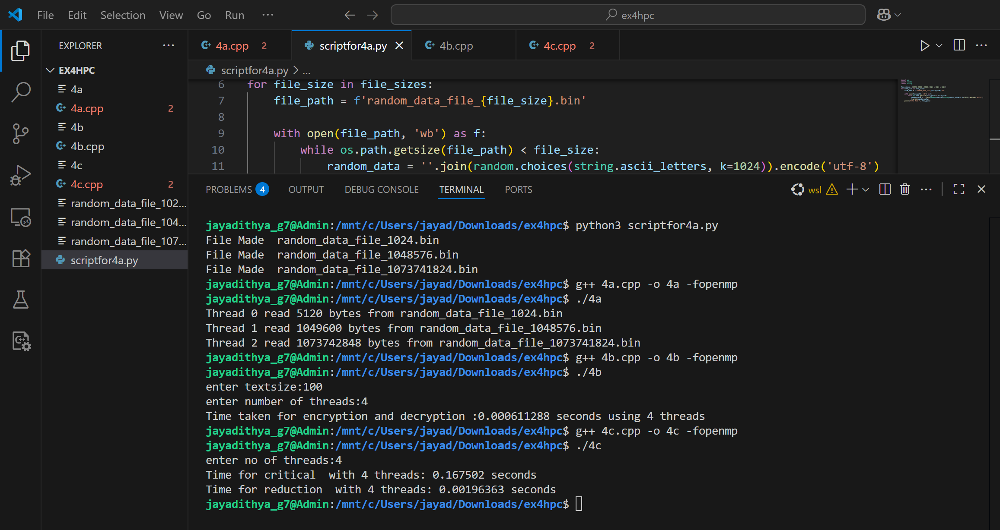 File Edit Selection View Go Run ...
ex4hpc
EXPLORER ...
EX4HPC
4a
4a.cpp 2
4b
4b.cpp
4c
4c.cpp 2
random_data_file_102...
random_data_file_104...
random_data_file_107...
scriptfor4a.py
4a.cpp 2 scriptfor4a.py 4b.cpp 4c.cpp 2
scriptfor4a.py > ...
6 for file_size in file_sizes:
7 file_path = f'random_data_file_{file_size}.bin'
8
9 with open(file_path, 'wb') as f:
10 while os.path.getsize(file_path) < file_size:
11 random_data = ''.join(random.choices(string.ascii_letters, k=1024)).encode('utf-8')
PROBLEMS 4 OUTPUT DEBUG CONSOLE TERMINAL PORTS
wsl
jayadithya_g7@Admin:/mnt/c/Users/jayad/Downloads/ex4hpc$ python3 scriptfor4a.py
File Made  random_data_file_1024.bin
File Made  random_data_file_1048576.bin
File Made  random_data_file_1073741824.bin
jayadithya_g7@Admin:/mnt/c/Users/jayad/Downloads/ex4hpc$ g++ 4a.cpp -o 4a -fopenmp
jayadithya_g7@Admin:/mnt/c/Users/jayad/Downloads/ex4hpc$ ./4a
Thread 0 read 5120 bytes from random_data_file_1024.bin
Thread 1 read 1049600 bytes from random_data_file_1048576.bin
Thread 2 read 1073742848 bytes from random_data_file_1073741824.bin
jayadithya_g7@Admin:/mnt/c/Users/jayad/Downloads/ex4hpc$ g++ 4b.cpp -o 4b -fopenmp
jayadithya_g7@Admin:/mnt/c/Users/jayad/Downloads/ex4hpc$ ./4b
enter textsize:100
enter number of threads:4
Time taken for encryption and decryption :0.000611288 seconds using 4 threads
jayadithya_g7@Admin:/mnt/c/Users/jayad/Downloads/ex4hpc$ g++ 4c.cpp -o 4c -fopenmp
jayadithya_g7@Admin:/mnt/c/Users/jayad/Downloads/ex4hpc$ ./4c
enter no of threads:4
Time for critical  with 4 threads: 0.167502 seconds
Time for reduction  with 4 threads: 0.00196363 seconds
jayadithya_g7@Admin:/mnt/c/Users/jayad/Downloads/ex4hpc$